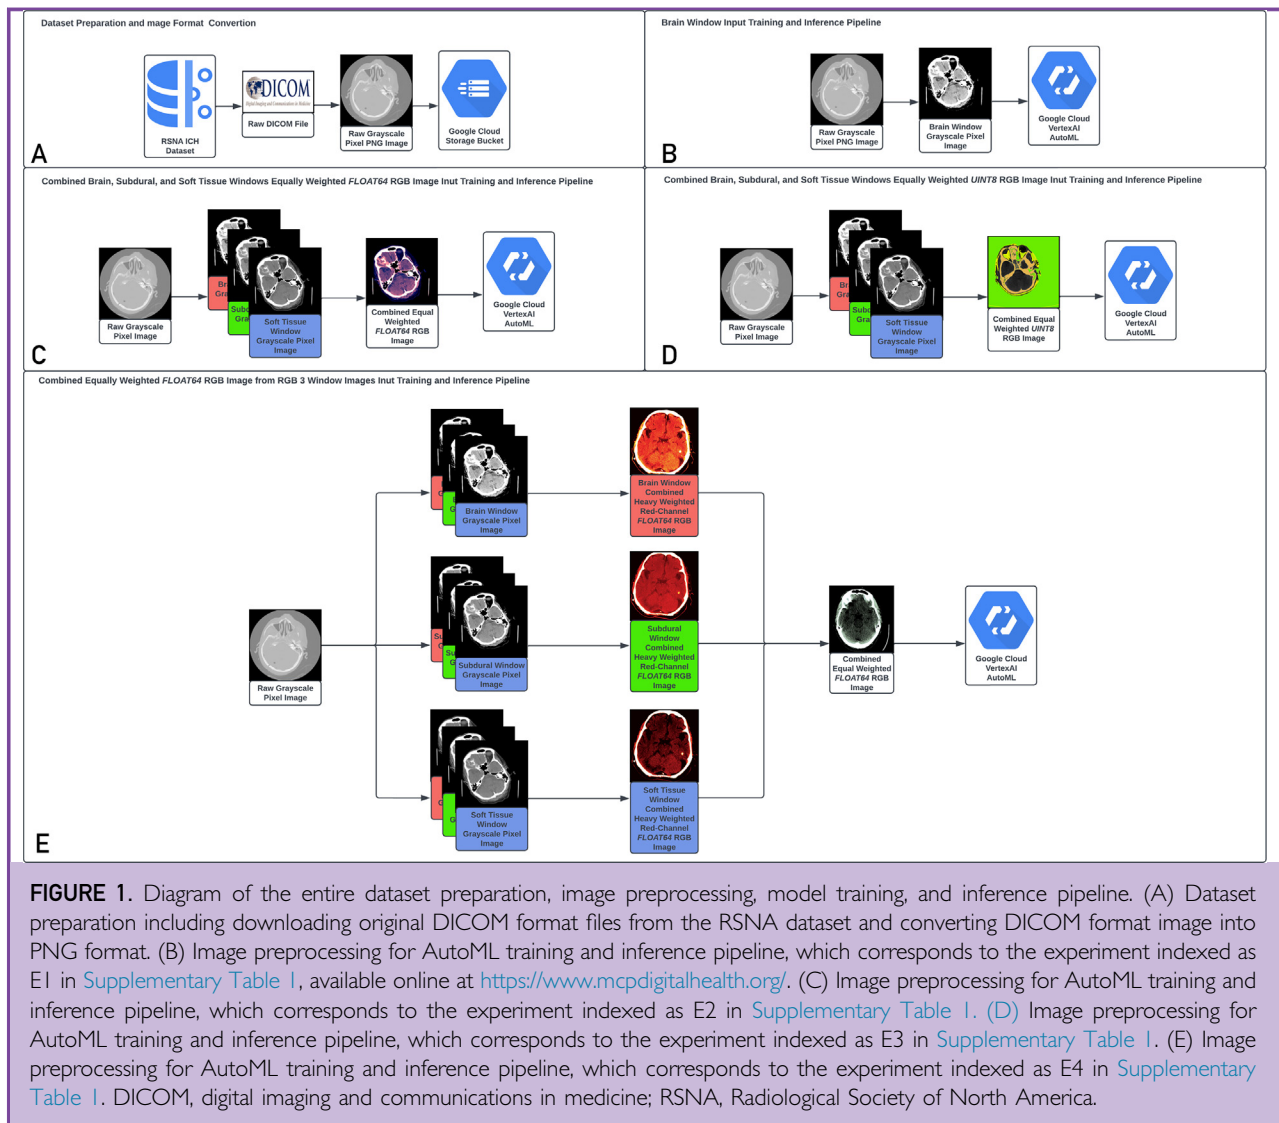 Dataset Preparation and mage Format  Convertion
RSNA ICH
Dataset
DICOM
Digital Imaging and Communications in Medicine
Raw DICOM File
Raw Grayscale
Pixel PNG Image
Google Cloud
Storage Bucket
A
Brain Window Input Training and Inference Pipeline
Raw Grayscale
Pixel PNG Image
Brain Window
Grayscale Pixel
Image
Google Cloud
VertexAI
AutoML
B
Combined Brain, Subdural, and Soft Tissue Windows Equally Weighted FLOAT64 RGB Image Inut Training and Inference Pipeline
Raw Grayscale
Pixel Image
Br
Gra
Subd
Gra
Soft Tissue
Window
Grayscale Pixel
Image
Combined Equal
Weighted
FLOAT64 RGB
Image
Google Cloud
VertexAI
AutoML
C
Combined Brain, Subdural, and Soft Tissue Windows Equally Weighted UINT8 RGB Image Inut Training and Inference Pipeline
Raw Grayscale
Pixel Image
Br
Gra
Subd
Gra
Soft Tissue
Window
Grayscale Pixel
Image
Combined Equal
Weighted UINT8
RGB Image
Google Cloud
VertexAI
AutoML
D
Combined Equally Weighted FLOAT64 RGB Image from RGB 3 Window Images Inut Training and Inference Pipeline
Raw Grayscale
Pixel Image
Brain Window
Grayscale Pixel
Image
Brain Window
Combined
Heavy Weighted
Red-Channel
FLOAT64 RGB
Image
Su
Su
G
Subdural Window
Grayscale Pixel
Image
Subdural
Window
Combined
Heavy Weighted
Red-Channel
FLOAT64 RGB
Image
G
G
Soft Tissue
Window
Grayscale Pixel
Image
Soft Tissue
Window
Combined
Heavy Weighted
Red-Channel
FLOAT64 RGB
Image
Combined
Equal Weighted
FLOAT64 RGB
Image
Google Cloud
VertexAI
AutoML
E
FIGURE 1. Diagram of the entire dataset preparation, image preprocessing, model training, and inference pipeline. (A) Dataset
preparation including downloading original DICOM format files from the RSNA dataset and converting DICOM format image into
PNG format. (B) Image preprocessing for AutoML training and inference pipeline, which corresponds to the experiment indexed as
E1 in Supplementary Table 1, available online at https://www.mcpdigitalhealth.org/. (C) Image preprocessing for AutoML training and
inference pipeline, which corresponds to the experiment indexed as E2 in Supplementary Table 1. (D) Image preprocessing for
AutoML training and inference pipeline, which corresponds to the experiment indexed as E3 in Supplementary Table 1. (E) Image
preprocessing for AutoML training and inference pipeline, which corresponds to the experiment indexed as E4 in Supplementary
Table 1. DICOM, digital imaging and communications in medicine; RSNA, Radiological Society of North America.